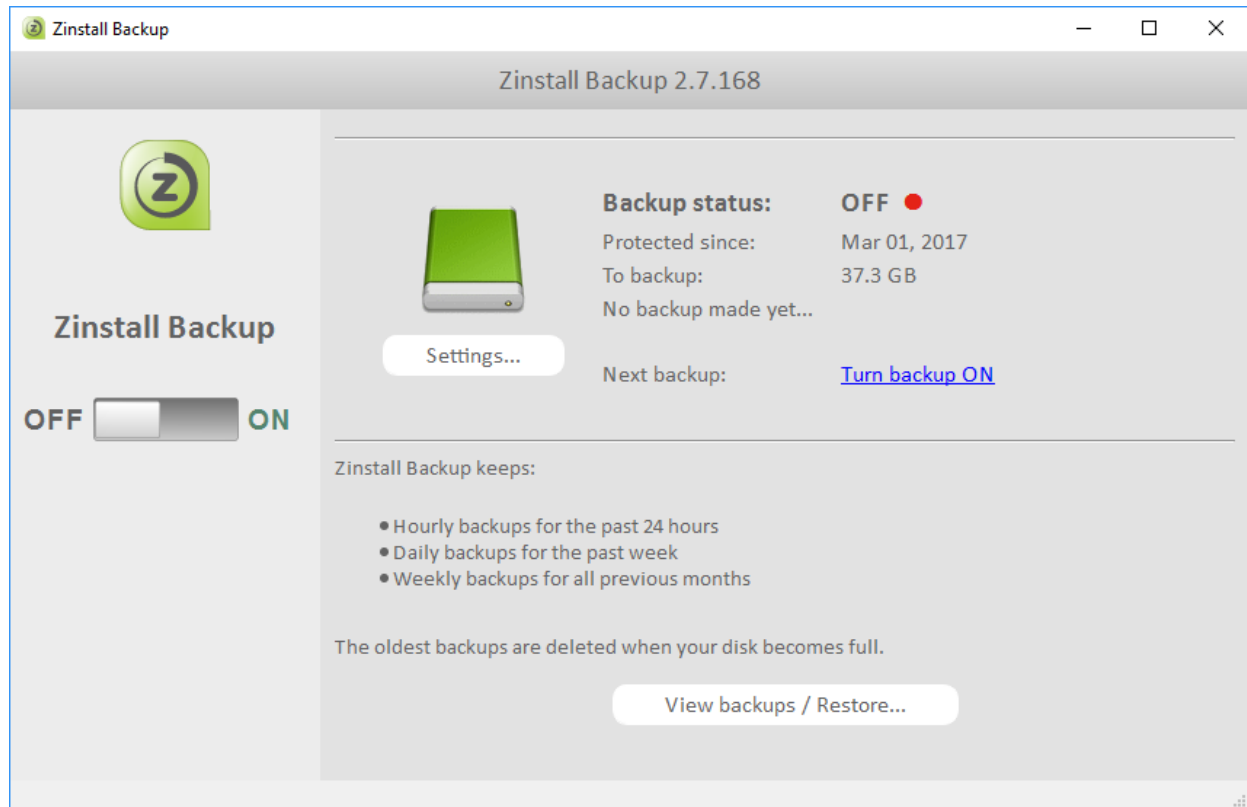 Zinstall Backup
Zinstall Backup 2.7.168
z
Zinstall Backup
OFF ON
Backup status: OFF
Protected since: Mar 01, 2017
To backup: 37.3 GB
No backup made yet...
Settings...
Next backup: Turn backup ON
Zinstall Backup keeps:
• Hourly backups for the past 24 hours
• Daily backups for the past week
• Weekly backups for all previous months
The oldest backups are deleted when your disk becomes full.
View backups / Restore...